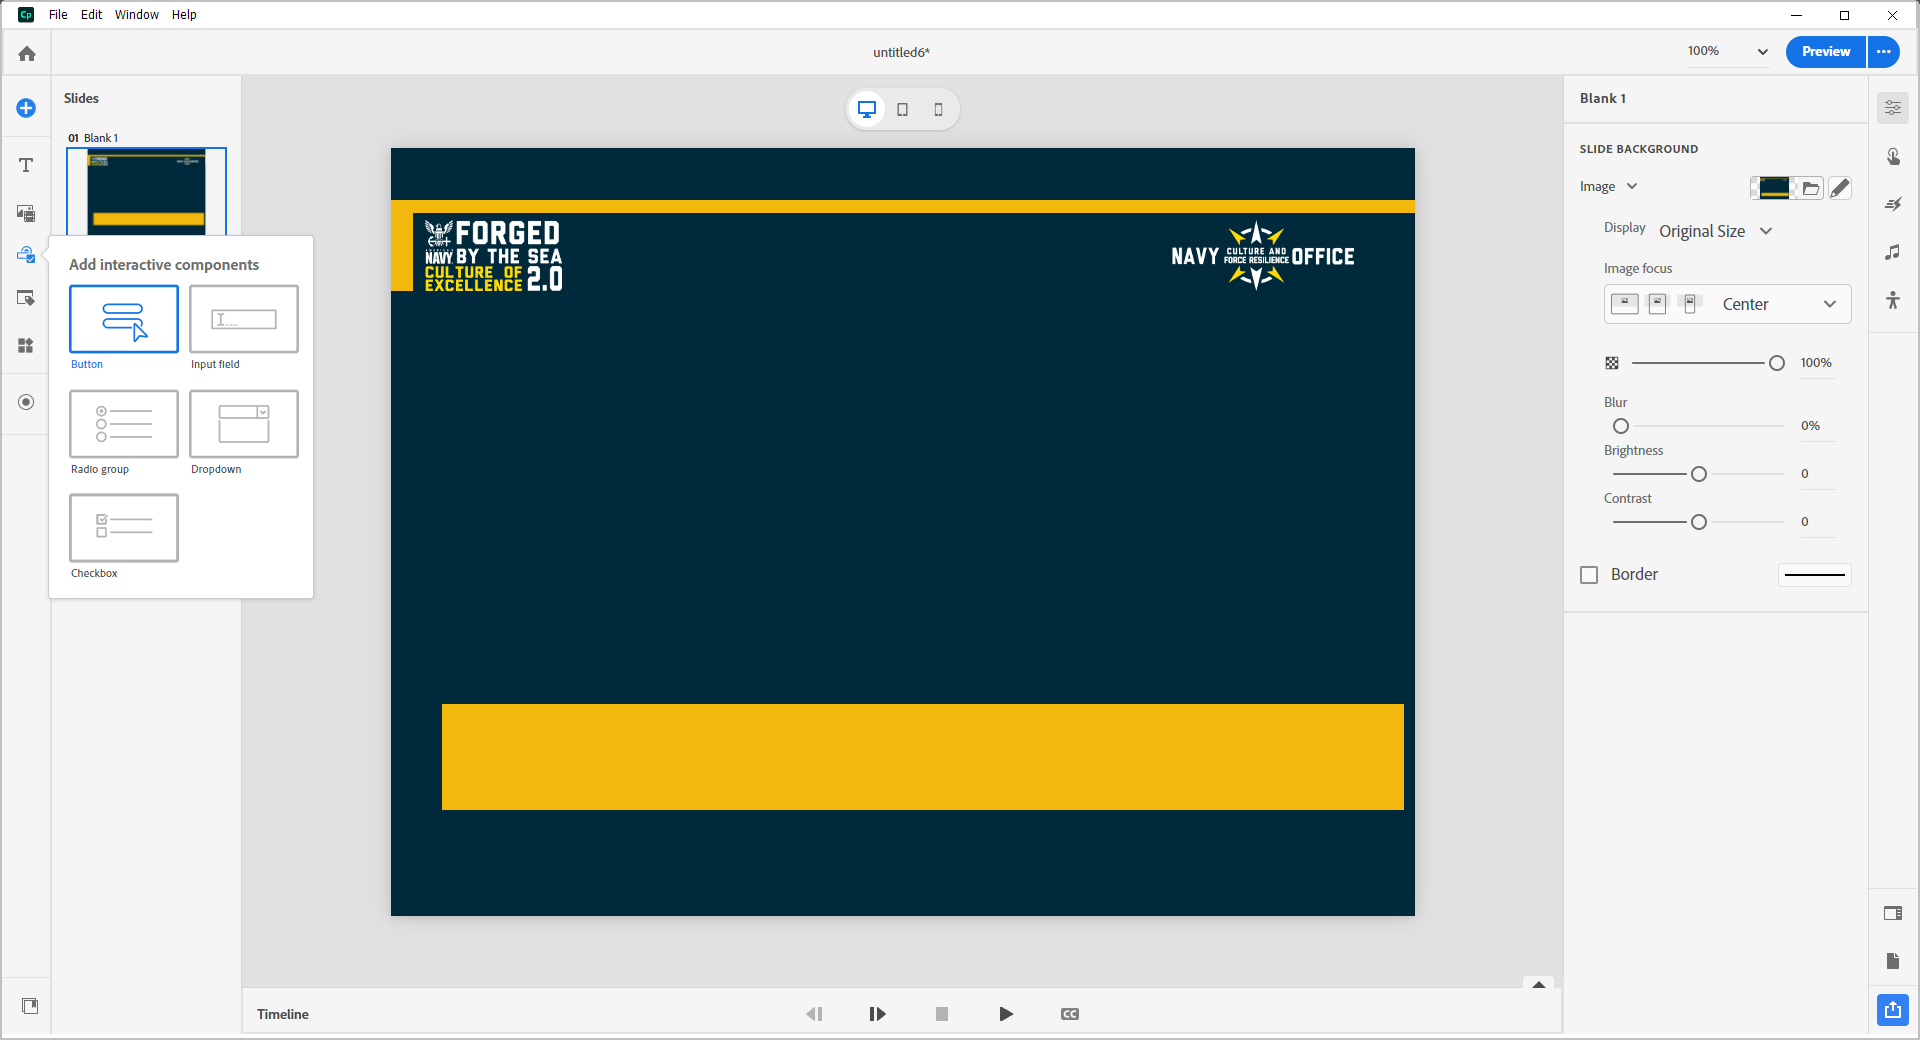 Cp File Edit Window Help
untitled6*
100%
Preview
Slides
01 Blank 1
Add interactive components
Button
Input field
Radio group
Dropdown
Checkbox
FORGED
AMERICA'S
NAVY BY THE SEA
CULTURE OF
EXCELLENCE 2.0
NAVY CULTURE AND FORCE RESILIENCE OFFICE
Timeline
CC
Blank 1
SLIDE BACKGROUND
Image
Display Original Size
Image focus
Center
100%
Blur
0%
Brightness
0
Contrast
0
Border